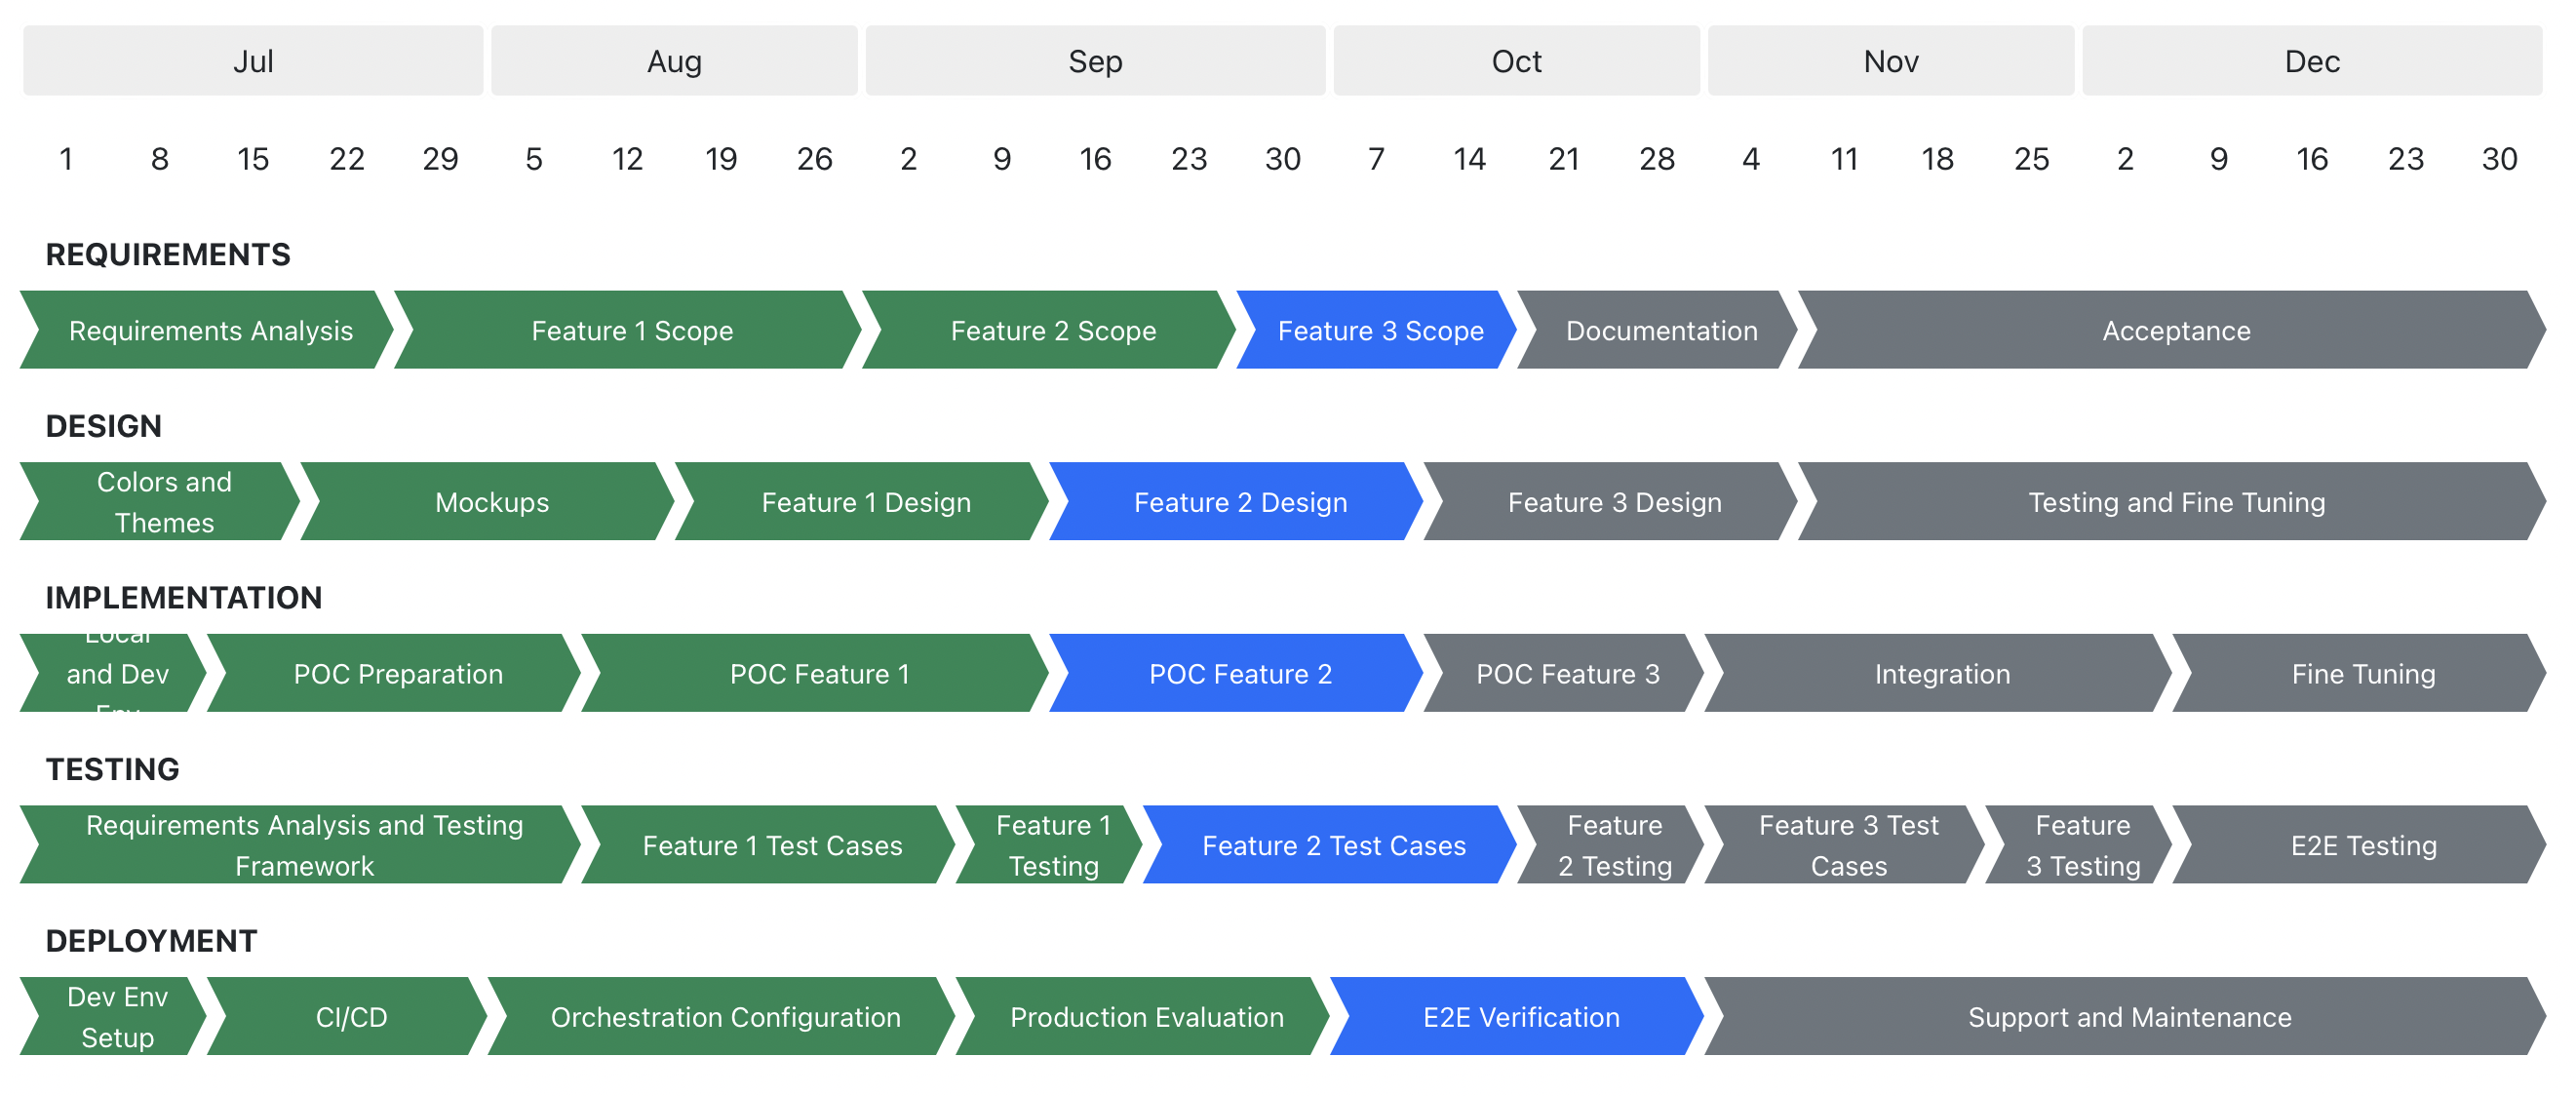 Jul Aug Sep Oct Nov Dec
1 8 15 22 29 5 12 19 26 2 9 16 23 30 7 14 21 28 4 11 18 25 2 9 16 23 30
REQUIREMENTS
Requirements Analysis
Feature 1 Scope
Feature 2 Scope
Feature 3 Scope
Documentation
Acceptance
DESIGN
Colors and
Themes
Mockups
Feature 1 Design
Feature 2 Design
Feature 3 Design
Testing and Fine Tuning
IMPLEMENTATION
Local
and Dev
Env
POC Preparation
POC Feature 1
POC Feature 2
POC Feature 3
Integration
Fine Tuning
TESTING
Requirements Analysis and Testing
Framework
Feature 1 Test Cases
Feature 1
Testing
Feature 2 Test Cases
Feature
2 Testing
Feature 3 Test
Cases
Feature
3 Testing
E2E Testing
DEPLOYMENT
Dev Env
Setup
CI/CD
Orchestration Configuration
Production Evaluation
E2E Verification
Support and Maintenance